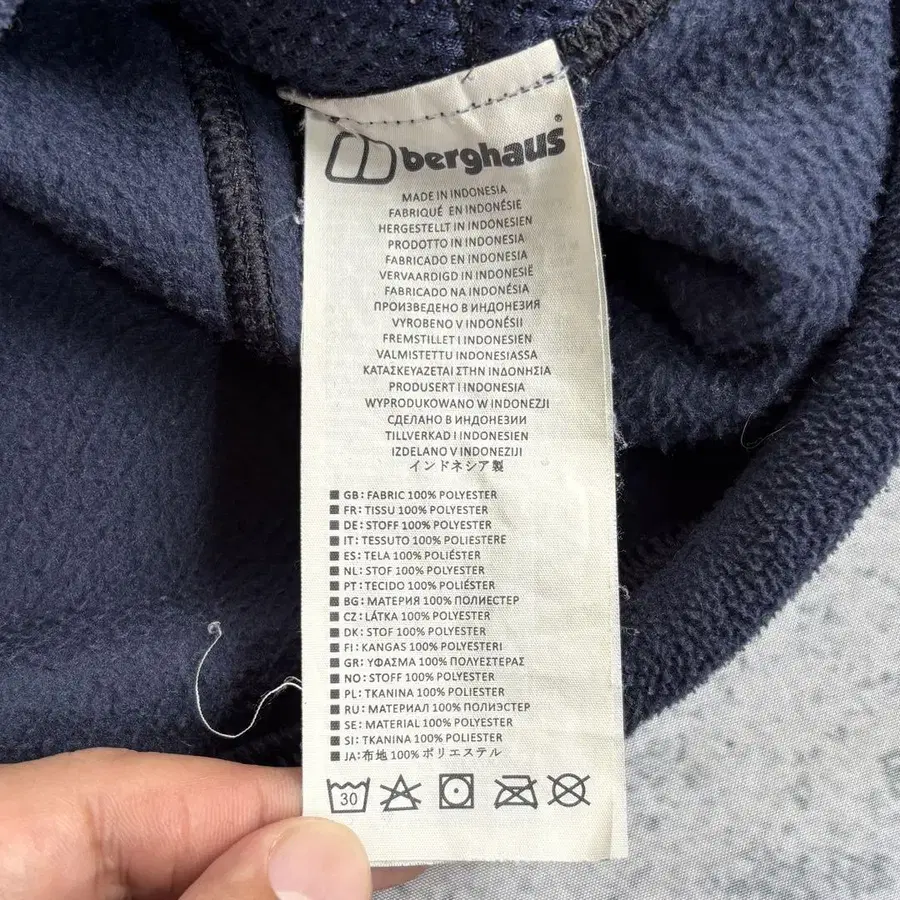 berghaus®
MADE IN INDONESIA
FABRIQUÉ EN INDONÉSIE
HERGESTELLT IN INDONESIEN
PRODOTTO IN INDONESIA
FABRICADO EN INDONESIA
VERVAARDIGD IN INDONESIË
FABRICADO NA INDONÉSIA
ПРОИЗВЕДЕНО В ИНДОНЕЗИЯ
VYROBENO V INDONÉSII
FREMSTILLET I INDONESIEN
VALMISTETTU INDONESIASSA
ΚΑΤΑΣΚΕΥΑΖΕΤΑΙ ΣΤΗΝ ΙΝΔΟΝΗΣΙΑ
PRODUSERT I INDONESIA
WYPRODUKOWANO W INDONEZJI
СДЕЛАНО В ИНДОНЕЗИИ
TILLVERKAD I INDONESIEN
IZDELANO V INDONEZIJI
インドネシア製
GB: FABRIC 100% POLYESTER
FR: TISSU 100% POLYESTER
DE: STOFF 100% POLYESTER
IT: TESSUTO 100% POLIESTERE
ES: TELA 100% POLIÉSTER
NL: STOF 100% POLYESTER
PT: TECIDO 100% POLIÉSTER
BG: МАТЕРИЯ 100% ПОЛИЕСТЕР
CZ: LÁTKA 100% POLYESTER
DK: STOF 100% POLYESTER
FI: KANGAS 100% POLYESTERI
GR: ΥΦΑΣΜΑ 100% ΠΟΛΥΕΣΤΕΡΑΣ
NO: STOFF 100% POLYESTER
PL: TKANINA 100% POLIESTER
RU: МАТЕРИАЛ 100% ПОЛИЭСТЕР
SE: MATERIAL 100% POLYESTER
SI: TKANINA 100% POLIESTER
JA: 布地 100% ポリエステル
30